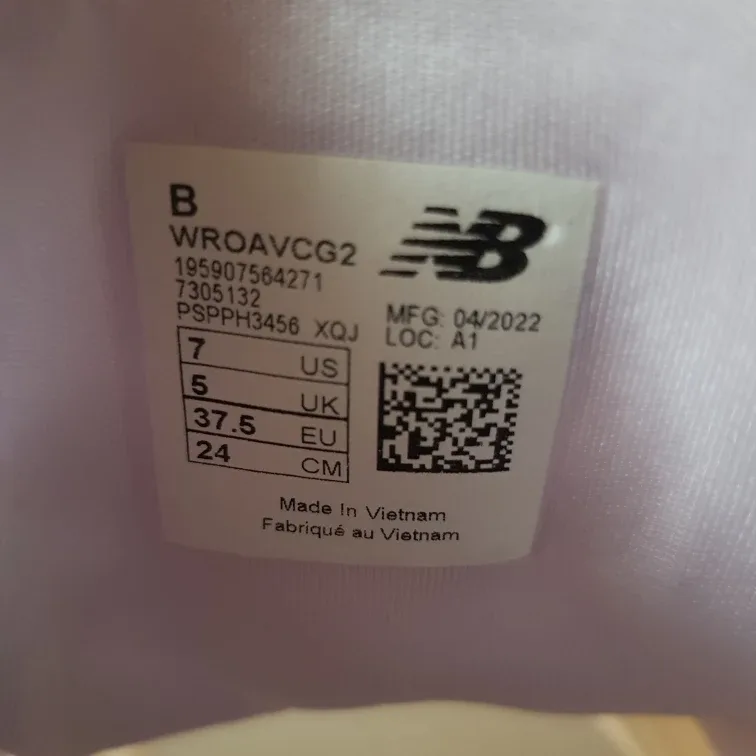 B
WROAVCG2
195907564271
7305132
PSPPH3456 XQJ
NB
MFG: 04/2022
LOC: A1
7 US
5 UK
37.5 EU
24 CM
Made In Vietnam
Fabriqué au Vietnam